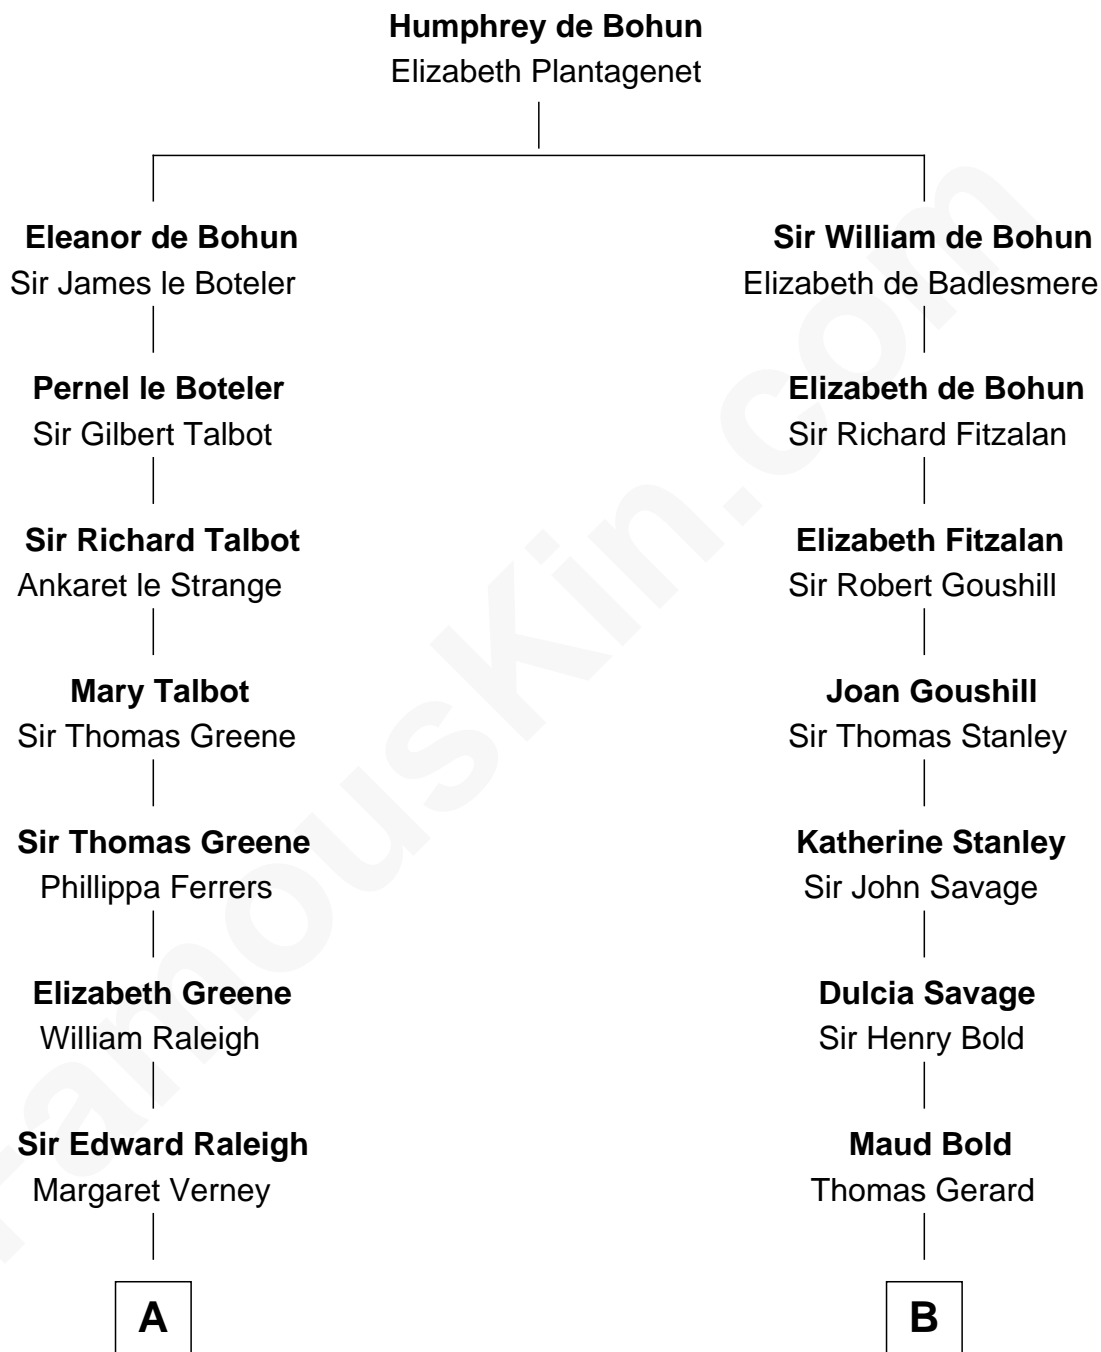 Humphrey de Bohun
Elizabeth Plantagenet
Eleanor de Bohun
Sir James le Boteler
Sir William de Bohun
Elizabeth de Badlesmere
Pernel le Boteler
Sir Gilbert Talbot
Elizabeth de Bohun
Sir Richard Fitzalan
Sir Richard Talbot
Ankaret le Strange
Elizabeth Fitzalan
Sir Robert Goushill
Mary Talbot
Sir Thomas Greene
Joan Goushill
Sir Thomas Stanley
Sir Thomas Greene
Phillippa Ferrers
Katherine Stanley
Sir John Savage
Elizabeth Greene
William Raleigh
Dulcia Savage
Sir Henry Bold
Sir Edward Raleigh
Margaret Verney
Maud Bold
Thomas Gerard
A
B
FamousKin.com